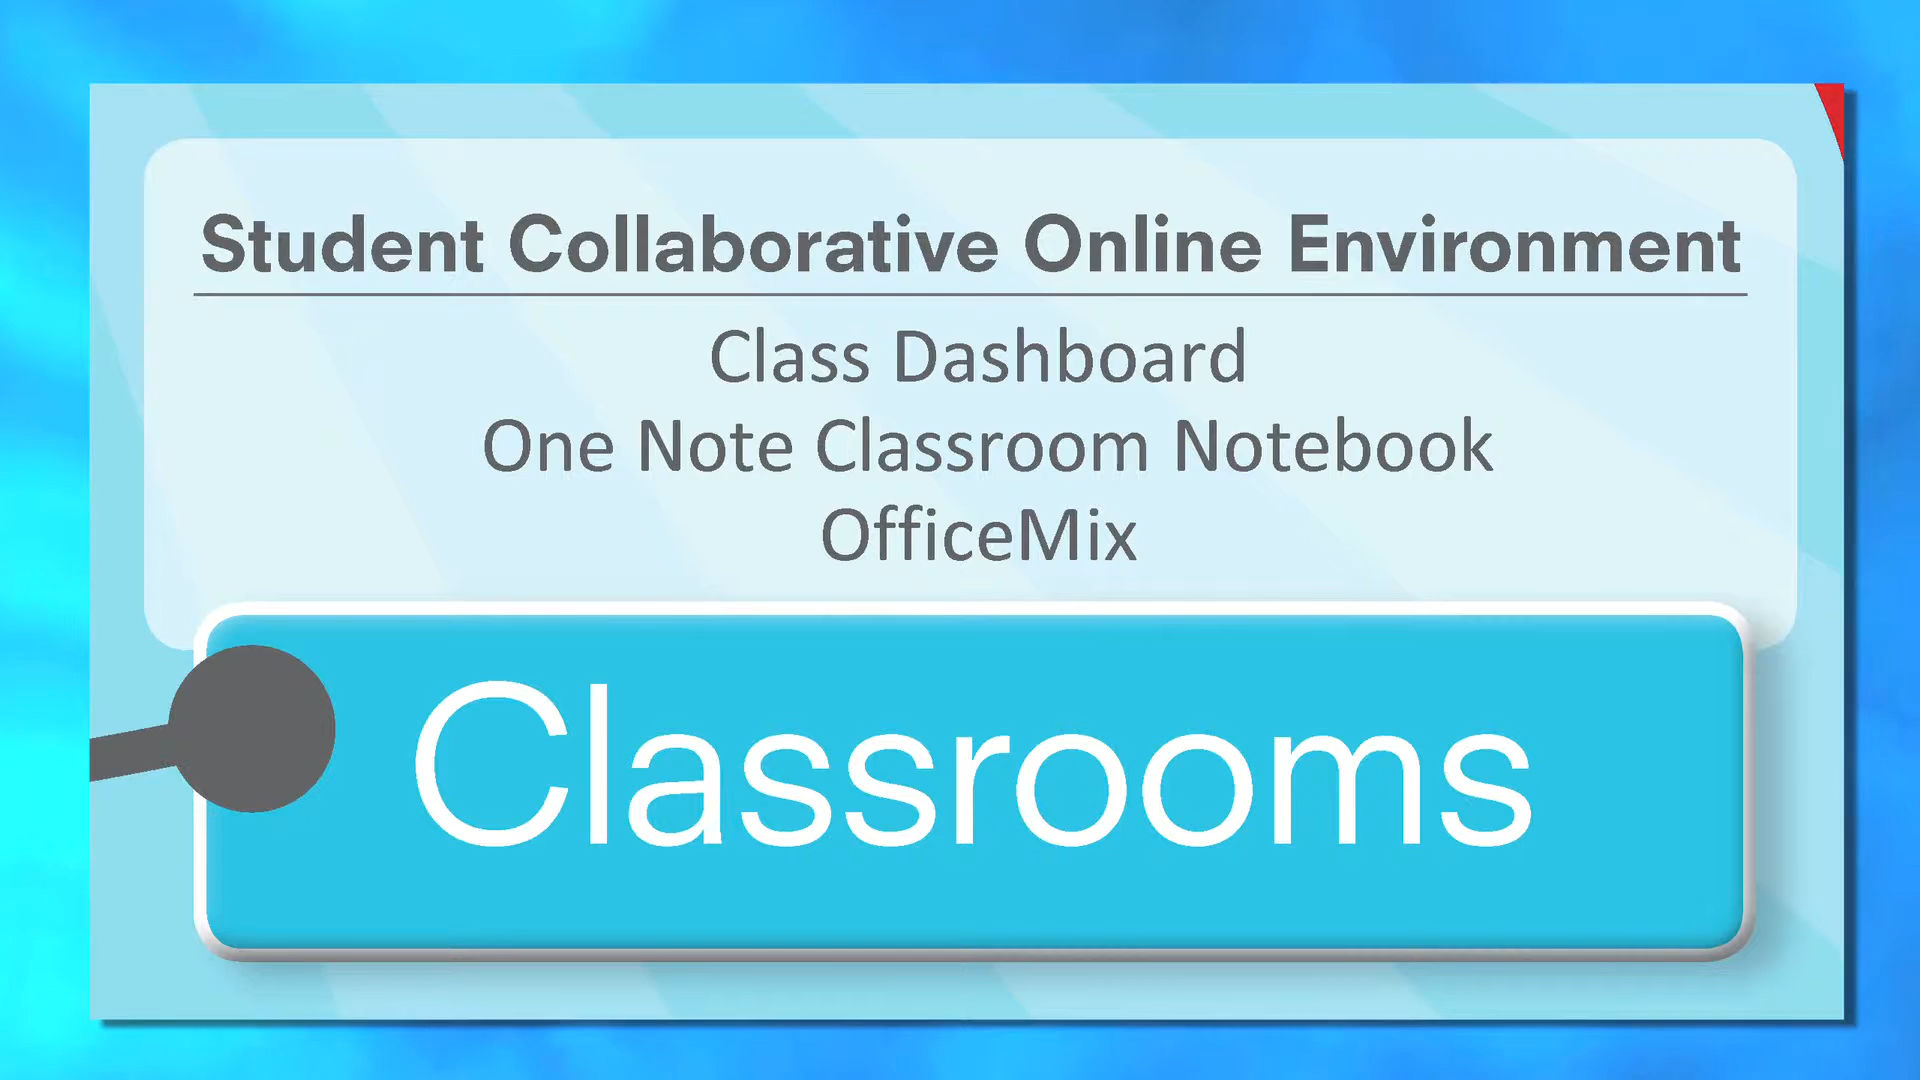 Student Collaborative Online Environment
Class Dashboard
One Note Classroom Notebook
OfficeMix
Classrooms